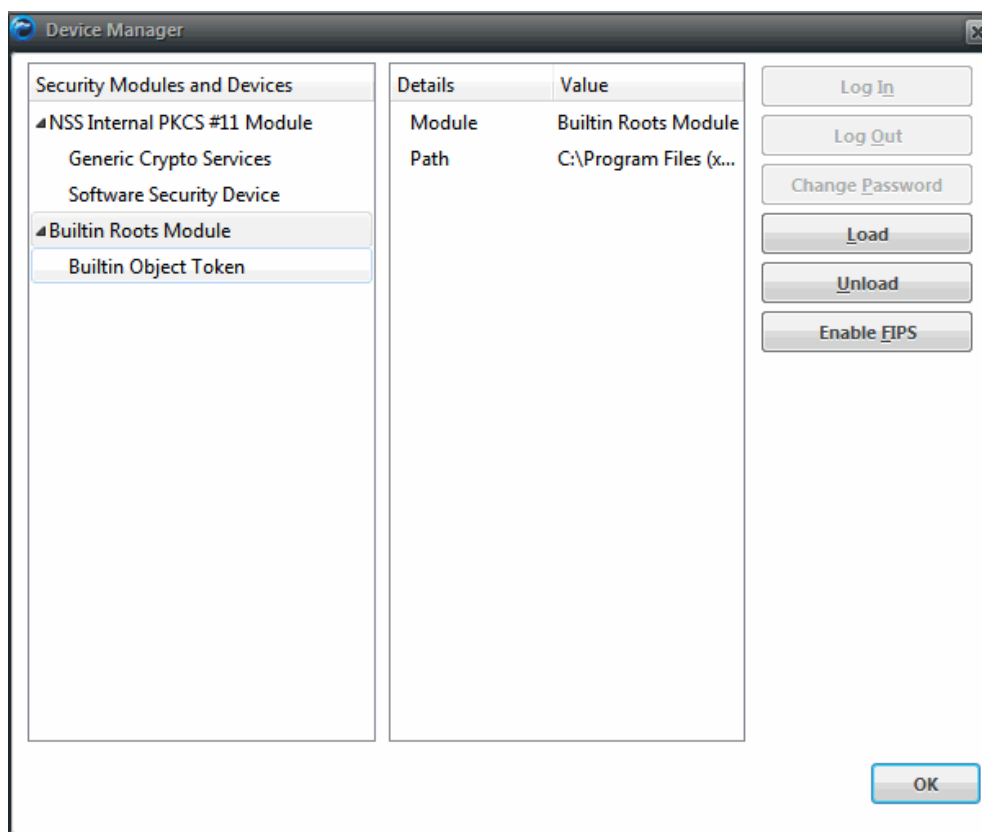 Device Manager
Security Modules and Devices
NSS Internal PKCS #11 Module
Generic Crypto Services
Software Security Device
Builtin Roots Module
Builtin Object Token
Details Value
Module Builtin Roots Module
Path C:\Program Files (x...
Log In
Log Out
Change Password
Load
Unload
Enable FIPS
OK